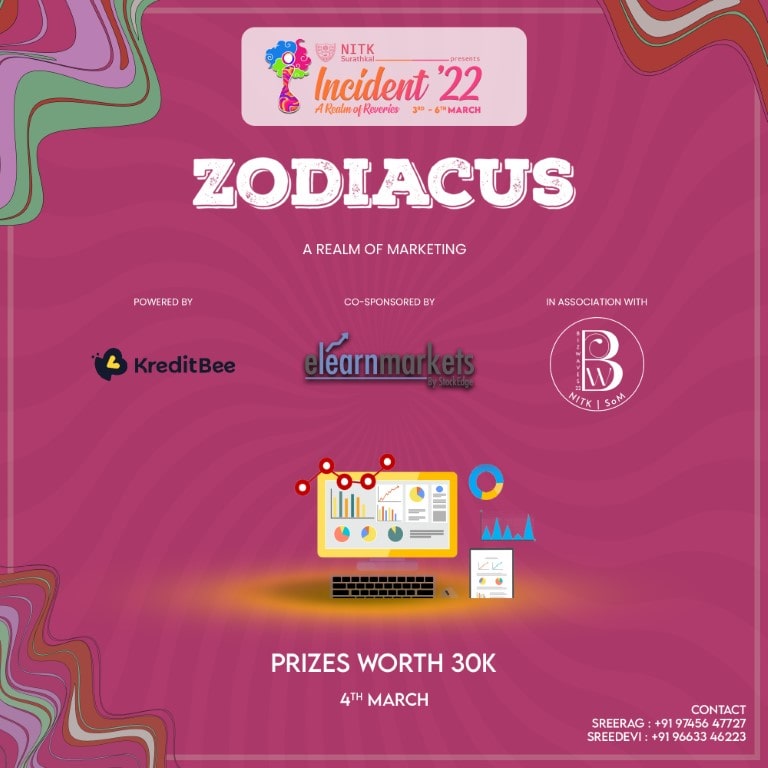 NITK
Surathkal
presents
Incident '22
A Realm of Reveries
3RD - 6TH MARCH
ZODIACUS
A REALM OF MARKETING
POWERED BY
CO-SPONSORED BY
IN ASSOCIATION WITH
KreditBee
elearnmarkets
By StockEdge
BIZWAVES 22
B W
NITK | SoM
PRIZES WORTH 30K
4TH MARCH
CONTACT
SREERAG : +91 97456 47727
SREEDEVI : +91 96633 46223